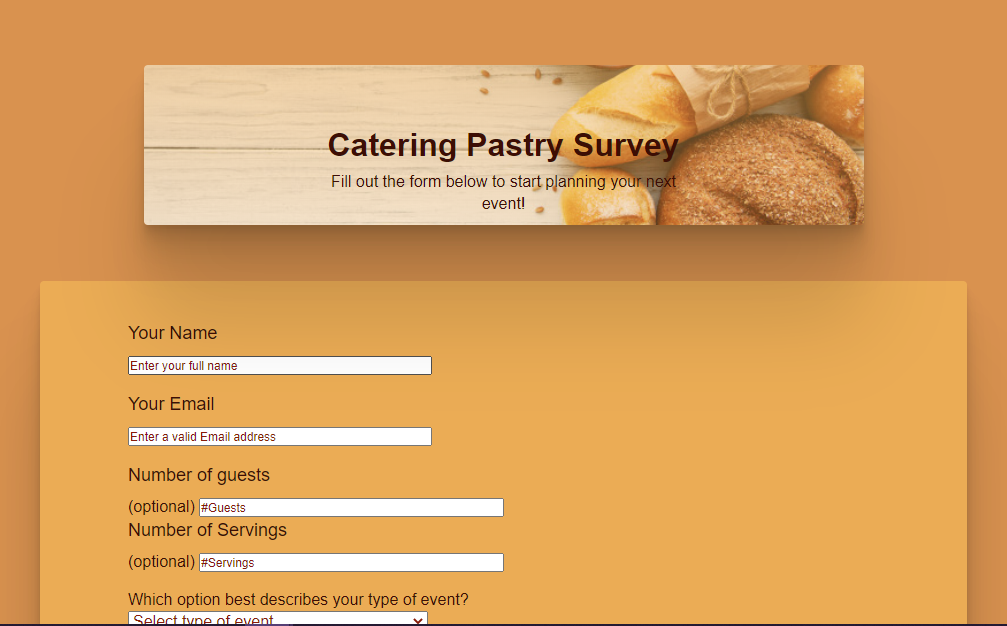 Catering Pastry Survey
Fill out the form below to start planning your next
event!
Your Name
Enter your full name
Your Email
Enter a valid Email address
Number of guests
(optional) #Guests
Number of Servings
(optional) #Servings
Which option best describes your type of event?
Select type of event